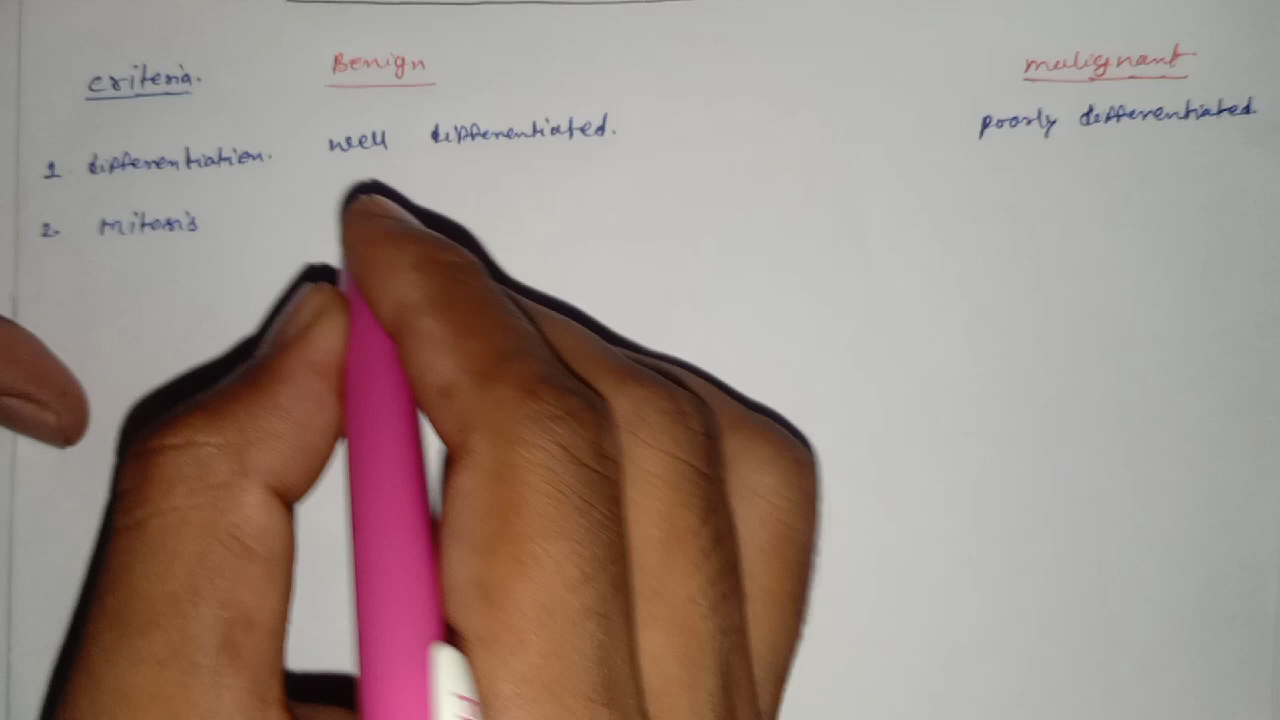 criteria. Benign malignant
1 differentiation. well differentiated. poorly differentiated.
2. Mitosis